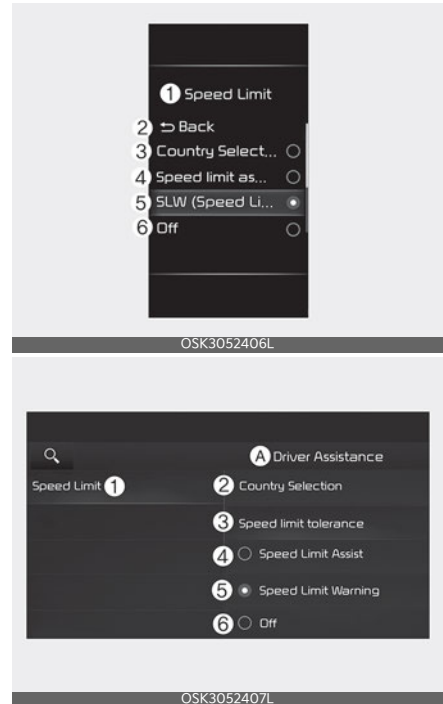 1 Speed Limit
2 ⮌ Back
3 Country Select...
4 Speed limit as...
5 SLW (Speed Li...
6 Off
OSK3052406L
A Driver Assistance
Speed Limit 1
2 Country Selection
3 Speed limit tolerance
4 Speed Limit Assist
5 Speed Limit Warning
6 Off
OSK3052407L